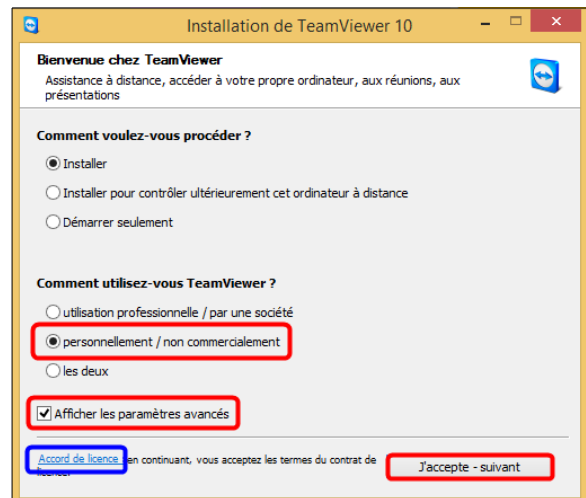 Installation de TeamViewer 10
Bienvenue chez TeamViewer
Assistance à distance, accéder à votre propre ordinateur, aux réunions, aux
présentations
Comment voulez-vous procéder ?
Installer
Installer pour contrôler ultérieurement cet ordinateur à distance
Démarrer seulement
Comment utilisez-vous TeamViewer ?
utilisation professionnelle / par une société
personnellement / non commercialement
les deux
Afficher les paramètres avancés
Accord de licence en continuant, vous acceptez les termes du contrat de
J'accepte - suivant